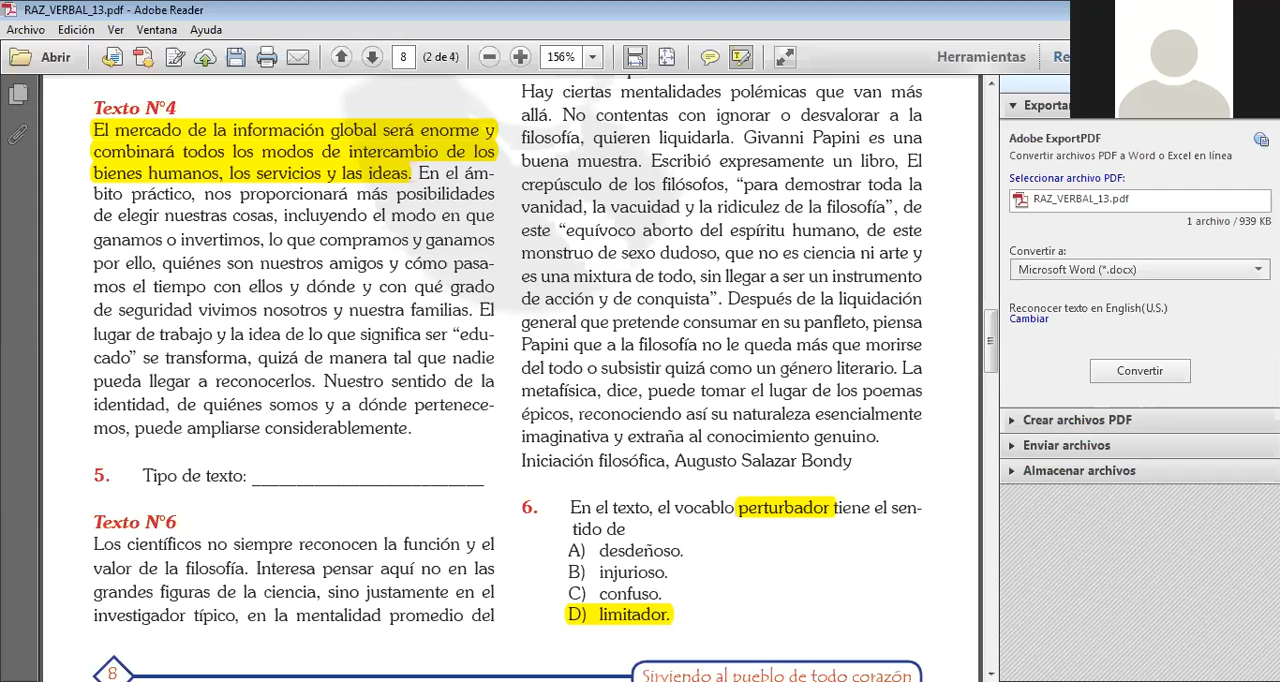 RAZ_VERBAL_13.pdf - Adobe Reader
Archivo Edición Ver Ventana Ayuda
Abrir
8
(2 de 4)
156%
Herramientas
Re
Texto N°4
El mercado de la información global será enorme y
combinará todos los modos de intercambio de los
bienes humanos, los servicios y las ideas. En el ám-
bito práctico, nos proporcionará más posibilidades
de elegir nuestras cosas, incluyendo el modo en que
ganamos o invertimos, lo que compramos y ganamos
por ello, quiénes son nuestros amigos y cómo pasa-
mos el tiempo con ellos y dónde y con qué grado
de seguridad vivimos nosotros y nuestra familias. El
lugar de trabajo y la idea de lo que significa ser “edu-
cado” se transforma, quizá de manera tal que nadie
pueda llegar a reconocerlos. Nuestro sentido de la
identidad, de quiénes somos y a dónde pertenece-
mos, puede ampliarse considerablemente.
5. Tipo de texto: ________________________
Texto N°6
Los científicos no siempre reconocen la función y el
valor de la filosofía. Interesa pensar aquí no en las
grandes figuras de la ciencia, sino justamente en el
investigador típico, en la mentalidad promedio del
8
Hay ciertas mentalidades polémicas que van más
allá. No contentas con ignorar o desvalorar a la
filosofía, quieren liquidarla. Givanni Papini es una
buena muestra. Escribió expresamente un libro, El
crepúsculo de los filósofos, “para demostrar toda la
vanidad, la vacuidad y la ridiculez de la filosofía”, de
este “equívoco aborto del espíritu humano, de este
monstruo de sexo dudoso, que no es ciencia ni arte y
es una mixtura de todo, sin llegar a ser un instrumento
de acción y de conquista”. Después de la liquidación
general que pretende consumar en su panfleto, piensa
Papini que a la filosofía no le queda más que morirse
del todo o subsistir quizá como un género literario. La
metafísica, dice, puede tomar el lugar de los poemas
épicos, reconociendo así su naturaleza esencialmente
imaginativa y extraña al conocimiento genuino.
Iniciación filosófica, Augusto Salazar Bondy
6. En el texto, el vocablo perturbador tiene el sen-
tido de
A) desdeñoso.
B) injurioso.
C) confuso.
D) limitador.
Sirviendo al pueblo de todo corazón
Exportar
Adobe ExportPDF
Convertir archivos PDF a Word o Excel en línea
Seleccionar archivo PDF:
RAZ_VERBAL_13.pdf
1 archivo / 939 KB
Convertir a:
Microsoft Word (*.docx)
Reconocer texto en English(U.S.)
Cambiar
Convertir
Crear archivos PDF
Enviar archivos
Almacenar archivos